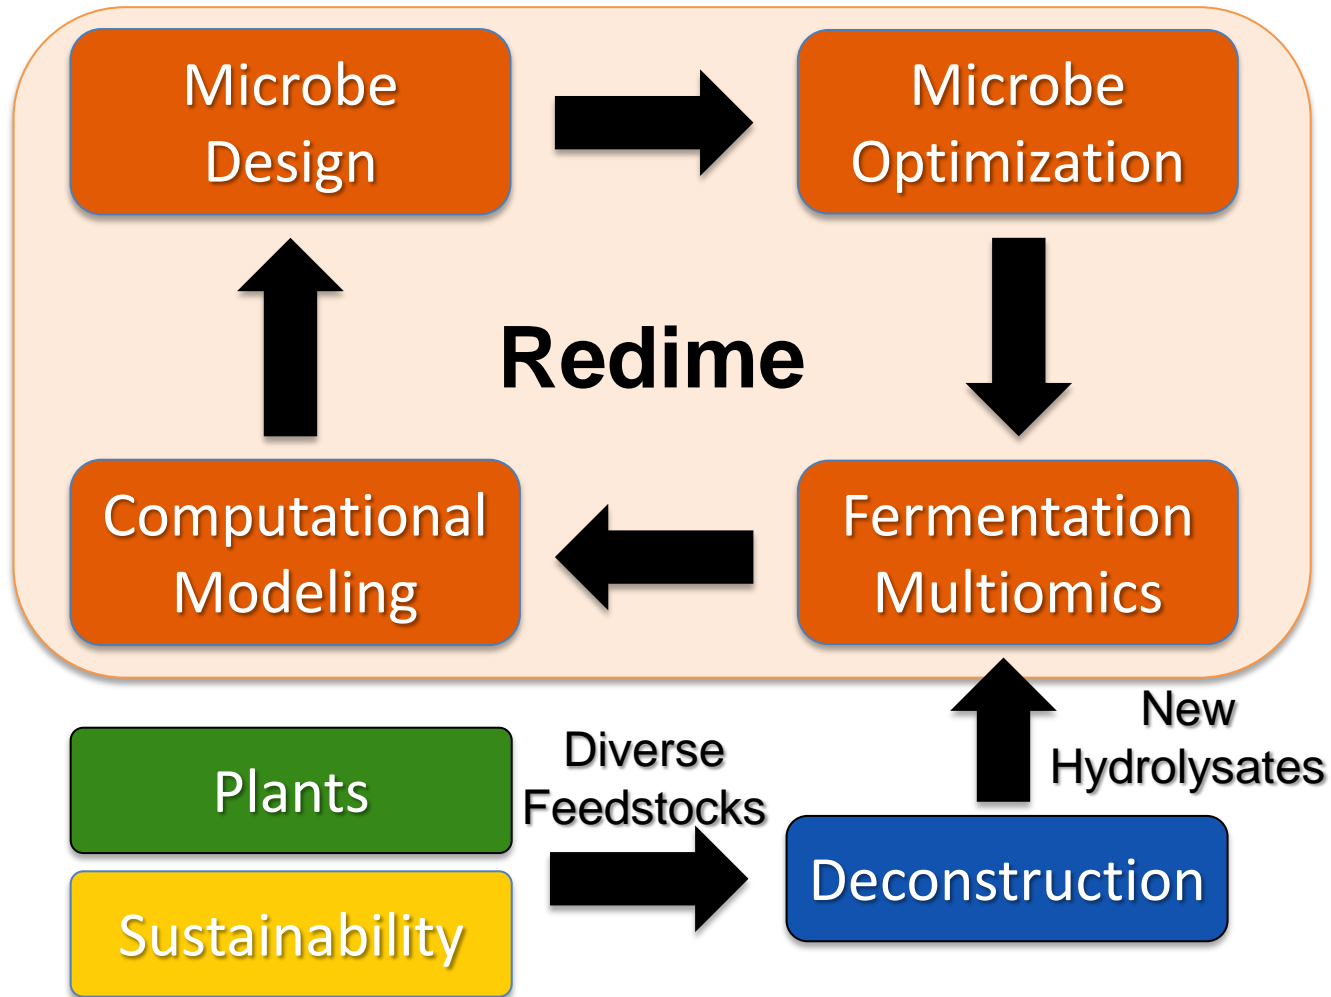 Microbe
Design
Microbe
Optimization
Redime
Computational
Modeling
Fermentation
Multiomics
New
Hydrolysates
Diverse
Feedstocks
Plants
Deconstruction
Sustainability